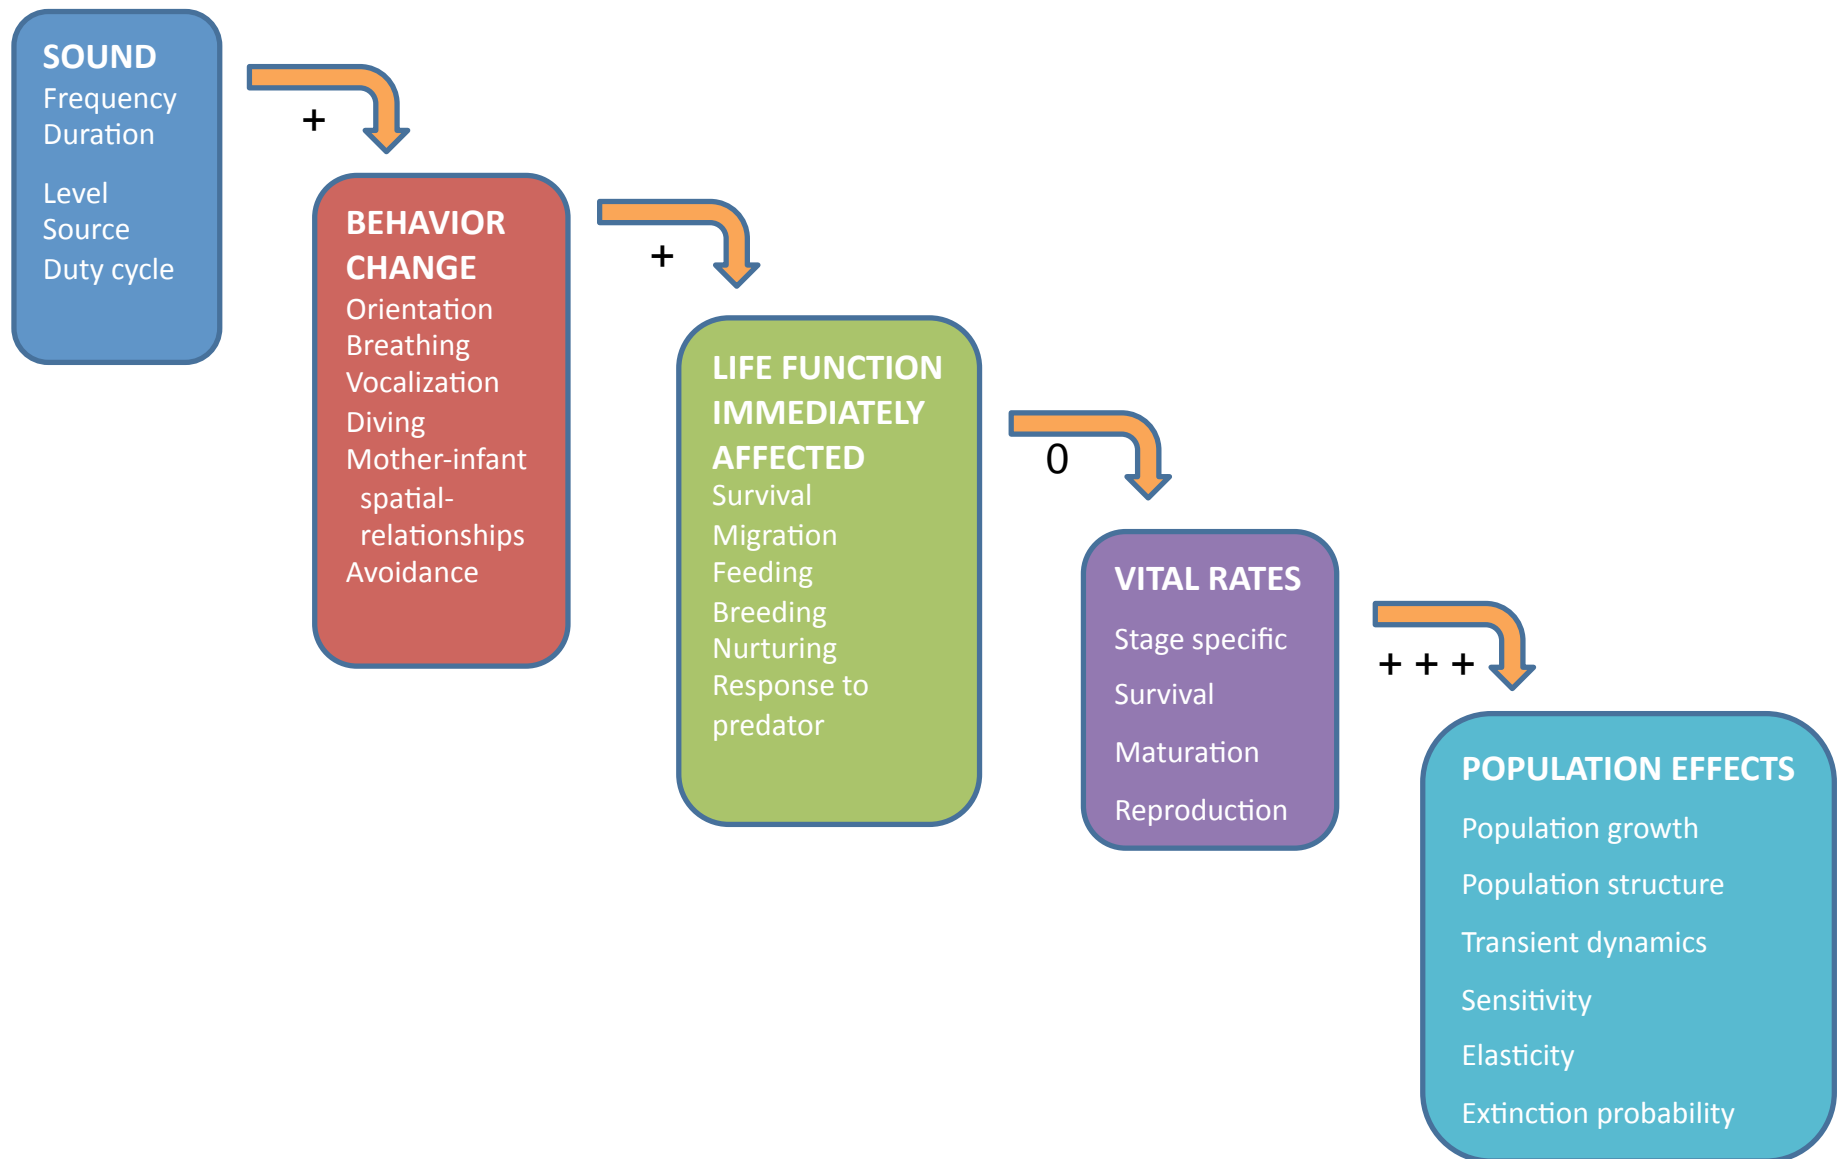 SOUND
Frequency
Duration
Level
Source
Duty cycle
+
BEHAVIOR
CHANGE
Orientation
Breathing
Vocalization
Diving
Mother-infant
spatial-
relationships
Avoidance
+
LIFE FUNCTION
IMMEDIATELY
AFFECTED
Survival
Migration
Feeding
Breeding
Nurturing
Response to
predator
0
VITAL RATES
Stage specific
Survival
Maturation
Reproduction
+ + +
POPULATION EFFECTS
Population growth
Population structure
Transient dynamics
Sensitivity
Elasticity
Extinction probability